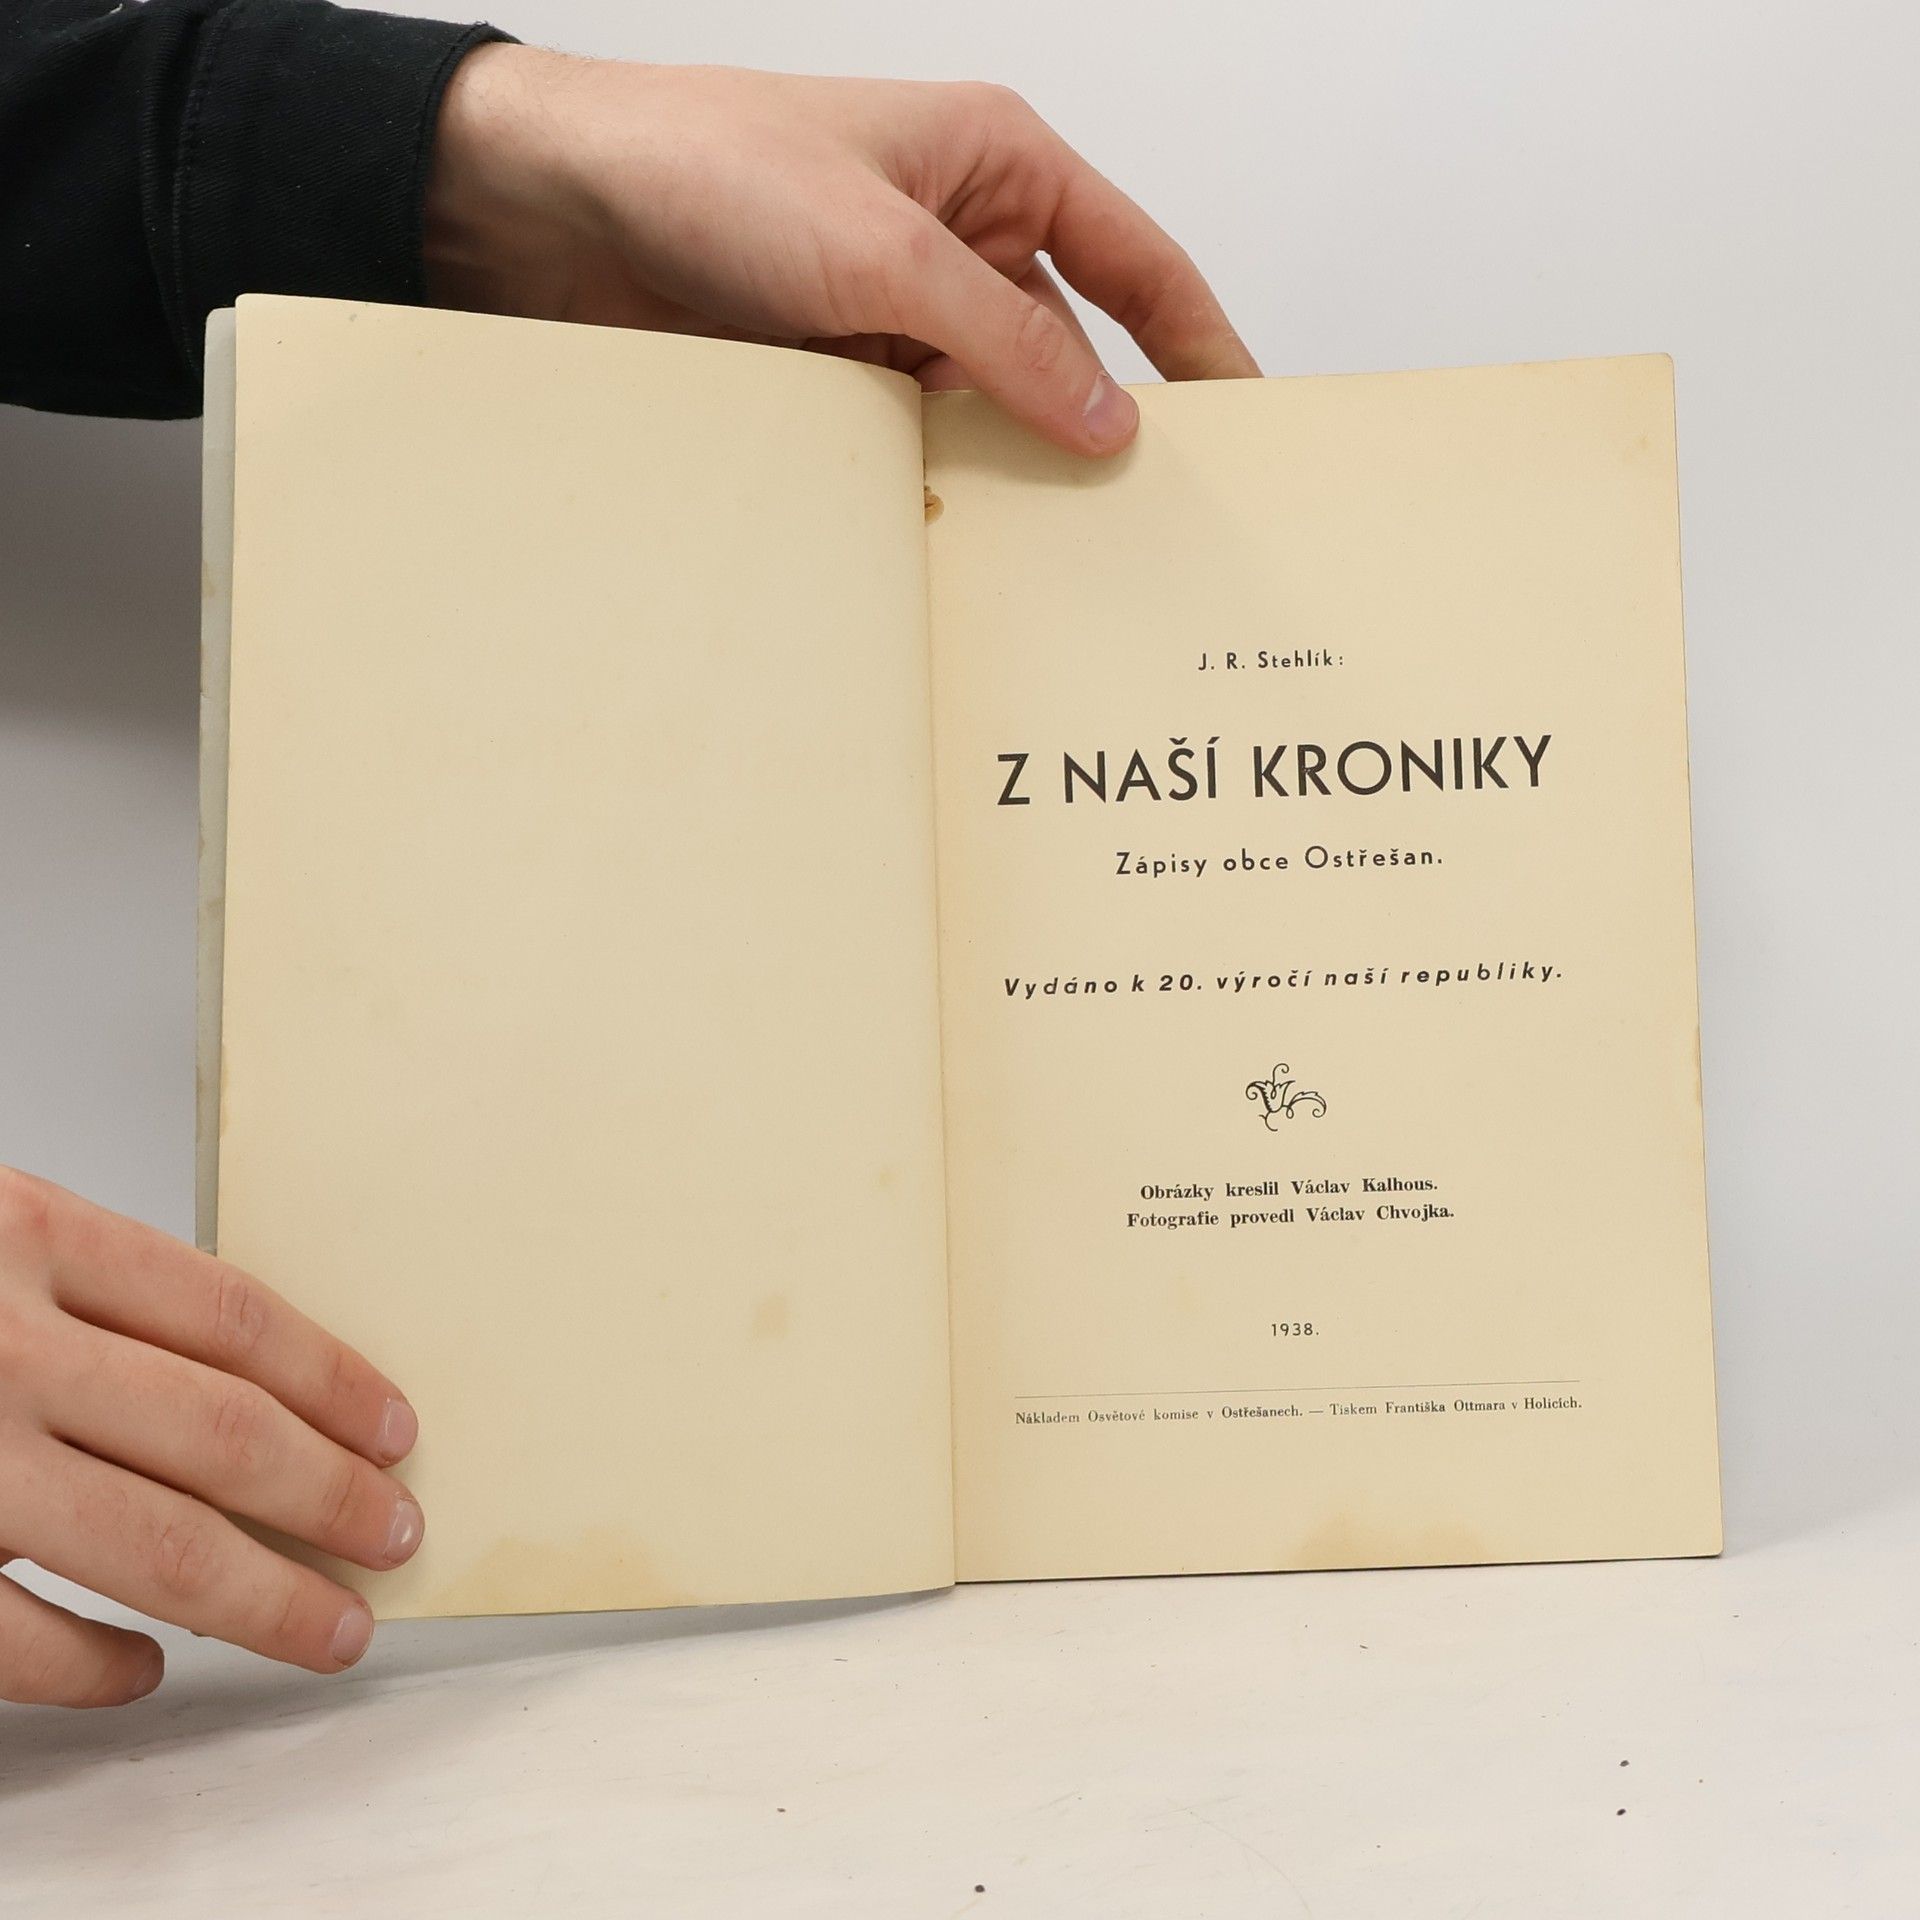 J. R. Stehlík:
Z NAŠÍ KRONIKY
Zápisy obce Ostřešan.
Vydáno k 20. výročí naší republiky.
Obrázky kreslil Václav Kalhous.
Fotografie provedl Václav Chvojka.
1938.
Nákladem Osvětové komise v Ostřešanech. — Tiskem Františka Ottmara v Holicích.